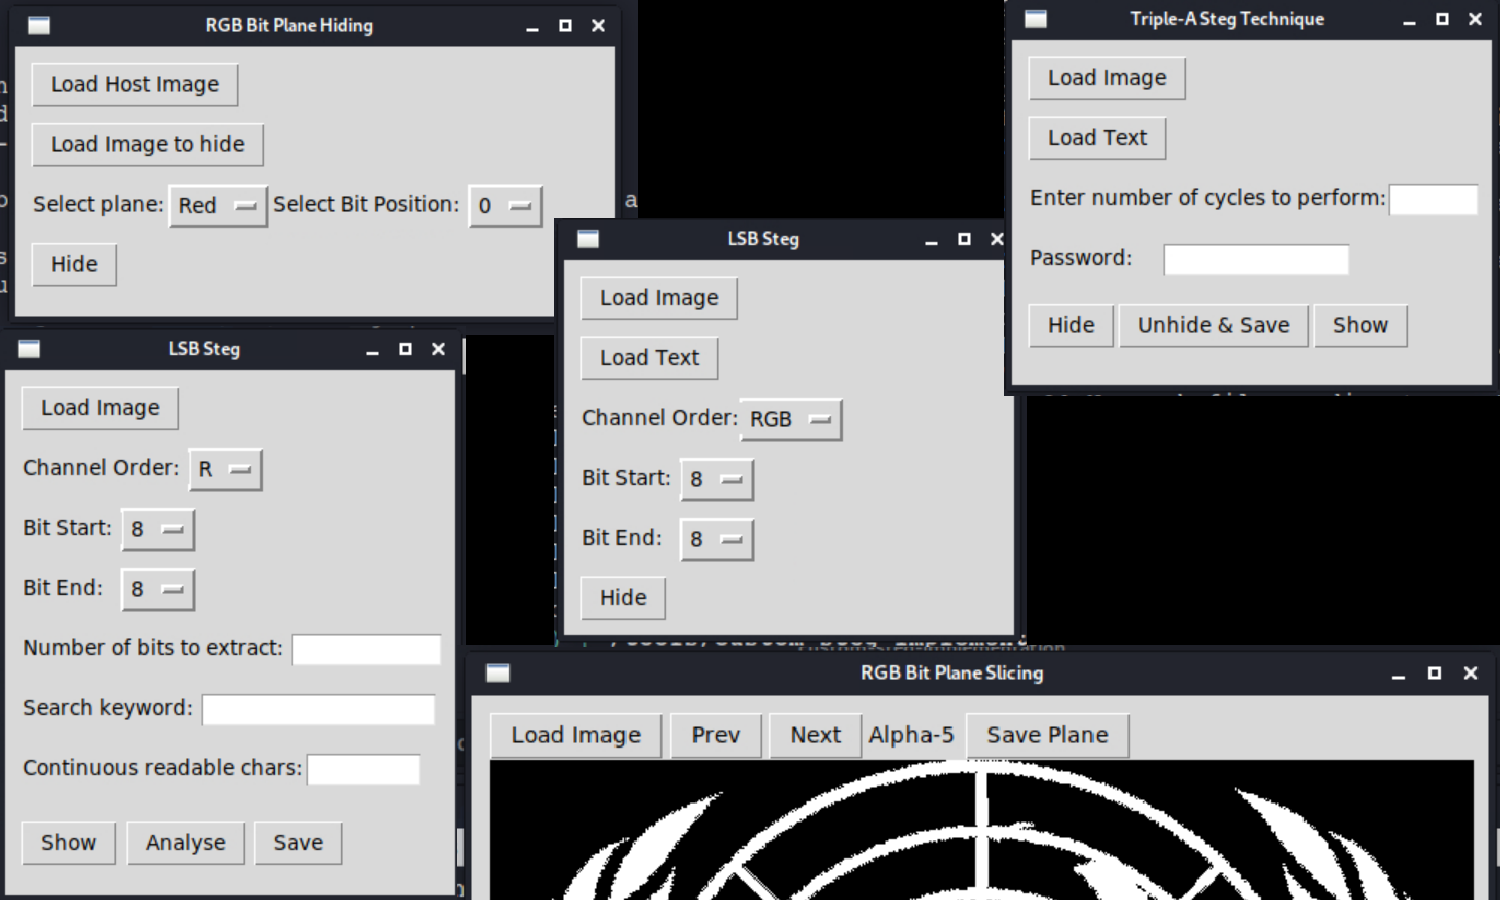 RGB Bit Plane Hiding
Load Host Image
Load Image to hide
Select plane: Red Select Bit Position: 0
Hide
Triple-A Steg Technique
Load Image
Load Text
Enter number of cycles to perform:
Password:
Hide Unhide & Save Show
LSB Steg
Load Image
Load Text
Channel Order: RGB
Bit Start: 8
Bit End: 8
Hide
LSB Steg
Load Image
Channel Order: R
Bit Start: 8
Bit End: 8
Number of bits to extract:
Search keyword:
Continuous readable chars:
Show Analyse Save
RGB Bit Plane Slicing
Load Image Prev Next Alpha-5 Save Plane